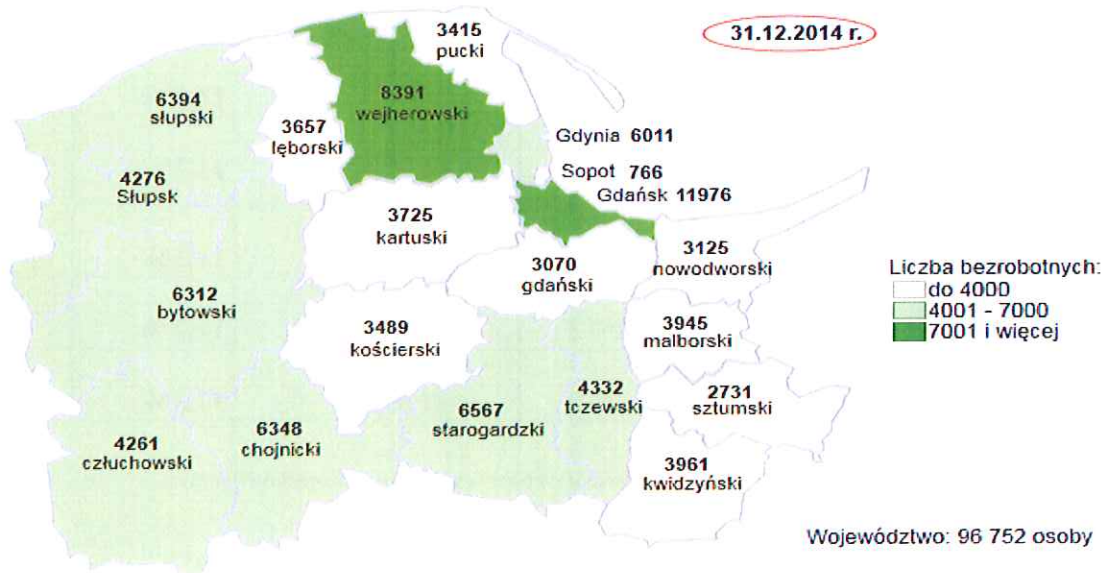 31.12.2014 r.
3415
pucki
8391
wejherowski
6394
słupski
3657
lęborski
Gdynia 6011
Sopot 766
Gdańsk 11976
4276
Słupsk
3725
kartuski
3125
nowodworski
3070
gdański
6312
bytowski
3489
kościerski
3945
malborski
Liczba bezrobotnych:
do 4000
4001 - 7000
7001 i więcej
4332
tczewski
2731
sztumski
6567
starogardzki
6348
chojnicki
4261
człuchowski
3961
kwidzyński
Województwo: 96 752 osoby